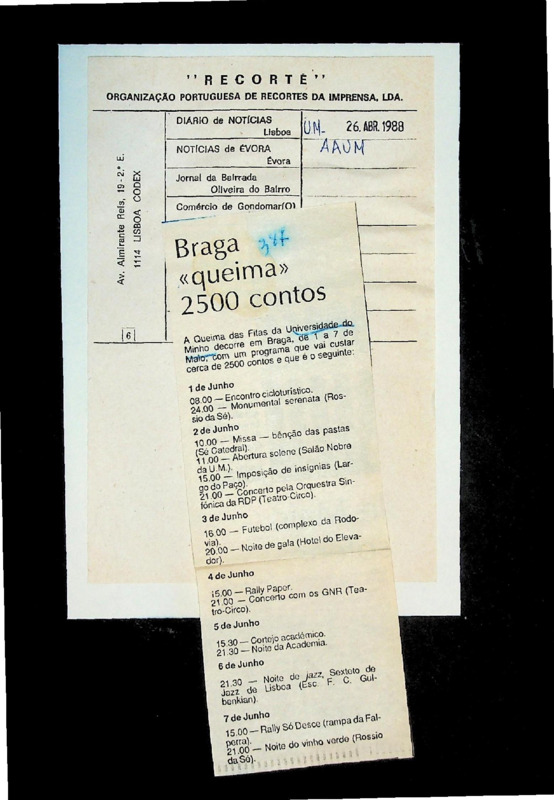 "RECORTE"
ORGANIZAÇÃO PORTUGUESA DE RECORTES DA IMPRENSA, LDA.
Av. Almirante Reis, 19 - 2.º E.
1114 LISBOA CODEX
6
DIÁRIO de NOTÍCIAS
Lisboa
NOTÍCIAS de ÉVORA
Évora
Jornal da Bairrada
Oliveira do Bairro
Comércio de Gondomar(O)
UM-
26. ABR. 1988
AAUM
Braga
387
«queima»
2500 contos
A Queima das Fitas da Universidade do
Minho decorre em Braga, de 1 a 7 de
Maio, com um programa que vai custar
cerca de 2500 contos e que é o seguinte:
1 de Junho
08.00 — Encontro cicloturístico.
24.00 — Monumental serenata (Ros-
sio da Sé).
2 de Junho
10.00 — Missa — bênção das pastas
(Sé Catedral).
11.00 — Abertura solene (Salão Nobre
da U.M.).
15.00 — Imposição de insígnias (Lar-
go do Paço).
21.00 — Concerto pela Orquestra Sin-
fónica da RDP (Teatro-Circo).
3 de Junho
16.00 — Futebol (complexo da Rodo-
via).
20.00 — Noite de gala (Hotel do Eleva-
dor).
4 de Junho
15.00 — Rally Paper.
21.00 — Concerto com os GNR (Tea-
tro-Circo).
5 de Junho
15.30 — Cortejo académico.
21.30 — Noite da Academia.
6 de Junho
21.30 — Noite de jazz, Sexteto de
Jazz de Lisboa (Esc. F. C. Gul-
benkian).
7 de Junho
15.00 — Rally Só Desce (rampa da Fal-
perra).
21.00 — Noite do vinho verde (Rossio
da Sé).